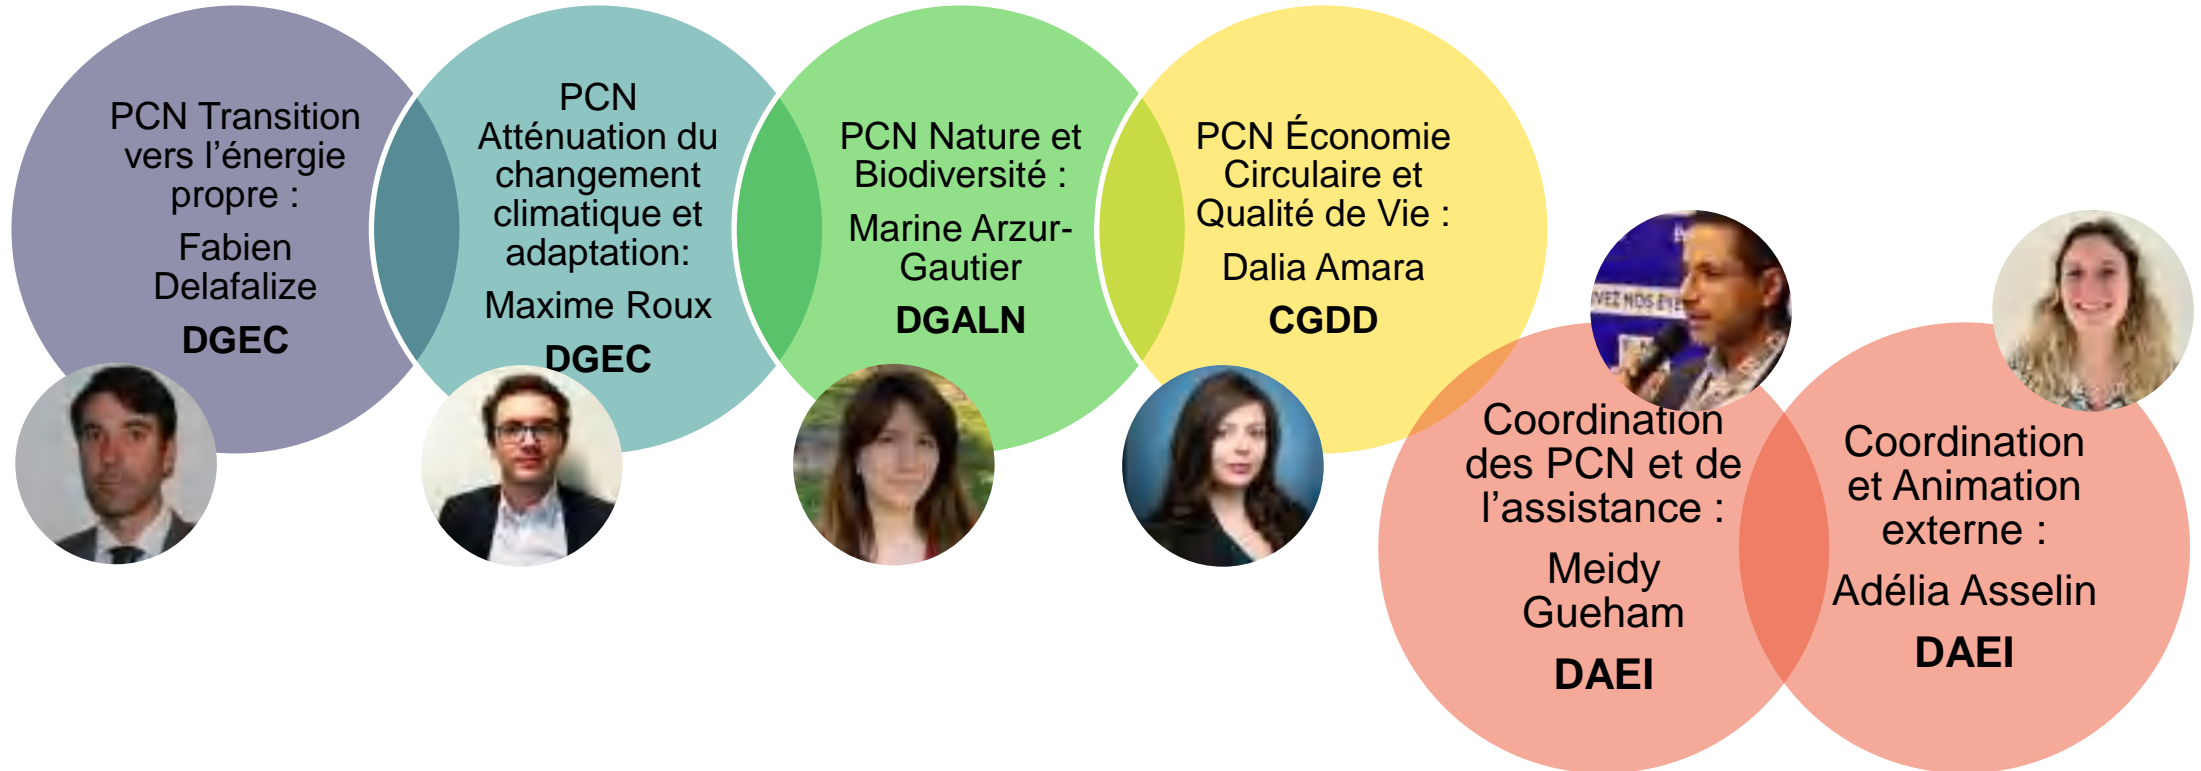 PCN Transition
vers l’énergie
propre :
Fabien
Delafalize
DGEC
PCN
Atténuation du
changement
climatique et
adaptation:
Maxime Roux
DGEC
PCN Nature et
Biodiversité :
Marine Arzur-
Gautier
DGALN
PCN Économie
Circulaire et
Qualité de Vie :
Dalia Amara
CGDD
Coordination
des PCN et de
l’assistance :
Meidy
Gueham
DAEI
Coordination
et Animation
externe :
Adélia Asselin
DAEI